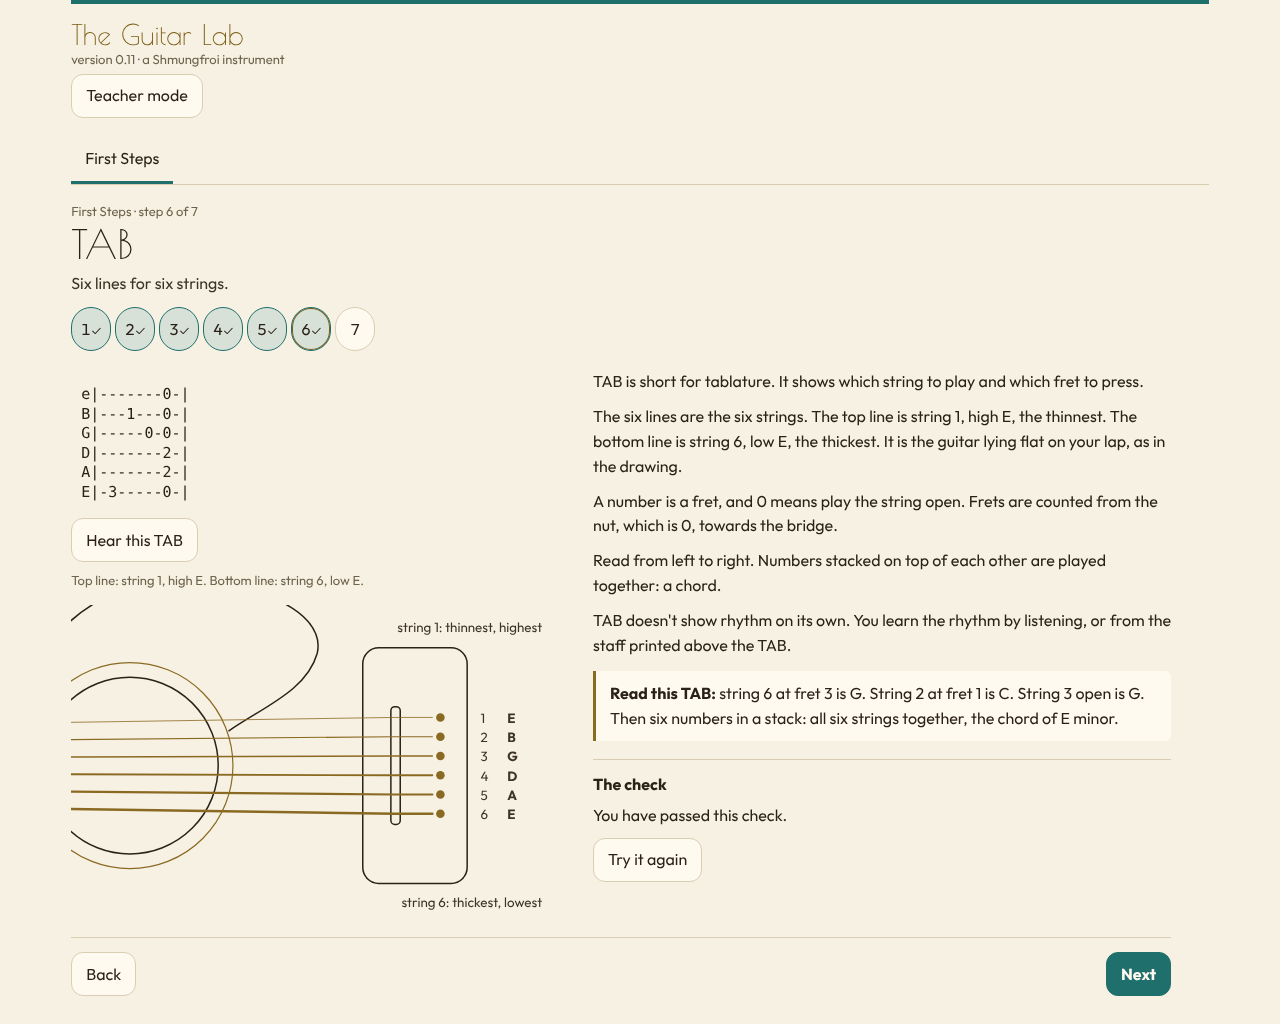 The Guitar Lab
version 0.11 · a Shmungfroi instrument
Teacher mode
First Steps
First Steps · step 6 of 7
TAB
Six lines for six strings.
1✓ 2✓ 3✓ 4✓ 5✓ 6✓ 7
e|-------0-|
B|---1---0-|
G|-----0-0-|
D|-------2-|
A|-------2-|
E|-3-----0-|
Hear this TAB
Top line: string 1, high E. Bottom line: string 6, low E.
string 1: thinnest, highest
1 E
2 B
3 G
4 D
5 A
6 E
string 6: thickest, lowest
TAB is short for tablature. It shows which string to play and which fret to press.
The six lines are the six strings. The top line is string 1, high E, the thinnest. The
bottom line is string 6, low E, the thickest. It is the guitar lying flat on your lap, as in
the drawing.
A number is a fret, and 0 means play the string open. Frets are counted from the
nut, which is 0, towards the bridge.
Read from left to right. Numbers stacked on top of each other are played
together: a chord.
TAB doesn't show rhythm on its own. You learn the rhythm by listening, or from the
staff printed above the TAB.
Read this TAB: string 6 at fret 3 is G. String 2 at fret 1 is C. String 3 open is G.
Then six numbers in a stack: all six strings together, the chord of E minor.
The check
You have passed this check.
Try it again
Back
Next